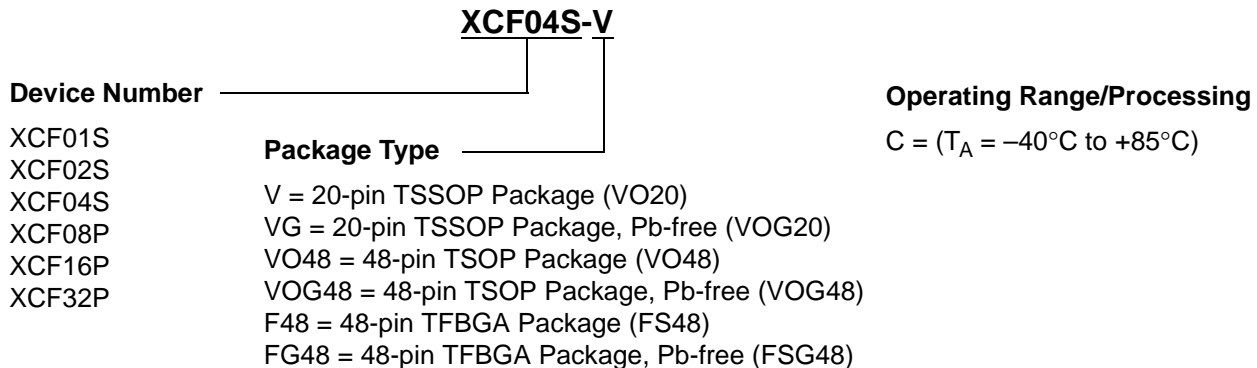 XCF04S-V
Device Number
XCF01S
XCF02S
XCF04S
XCF08P
XCF16P
XCF32P
Package Type
V = 20-pin TSSOP Package (VO20)
VG = 20-pin TSSOP Package, Pb-free (VOG20)
VO48 = 48-pin TSOP Package (VO48)
VOG48 = 48-pin TSOP Package, Pb-free (VOG48)
F48 = 48-pin TFBGA Package (FS48)
FG48 = 48-pin TFBGA Package, Pb-free (FSG48)
Operating Range/Processing
C = (TA = –40°C to +85°C)